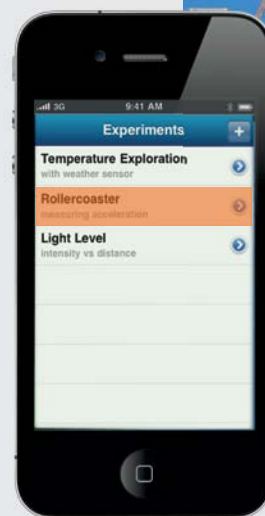 3G 9:41 AM
Experiments +
Temperature Exploration
with weather sensor
Rollercoaster
measuring acceleration
Light Level
intensity vs distance